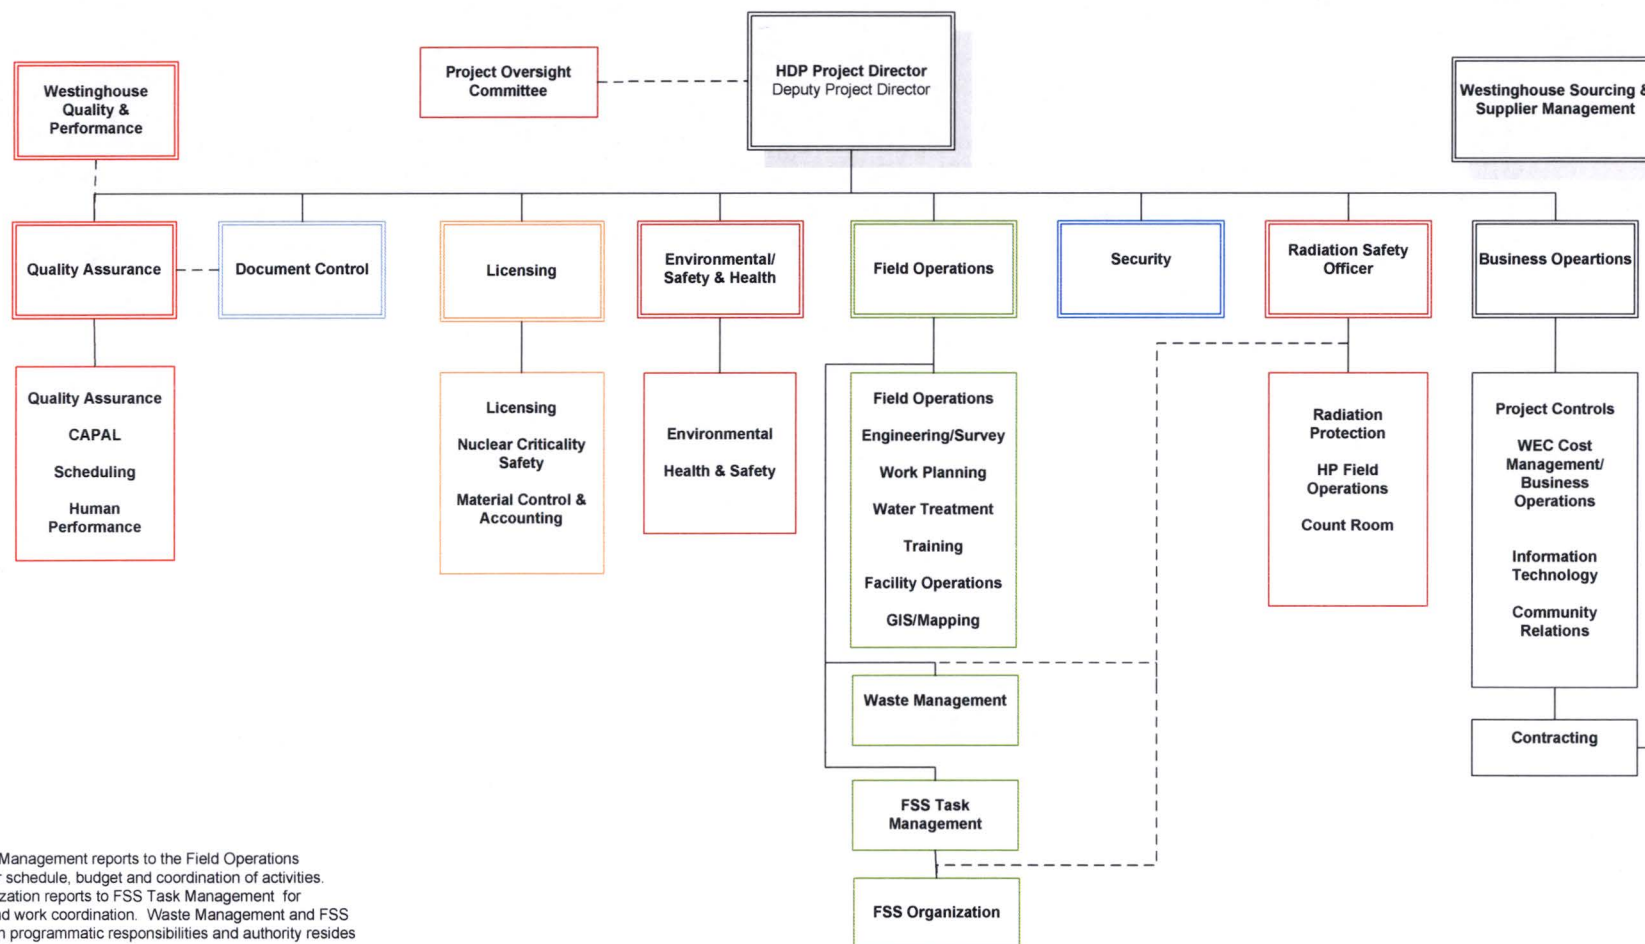 Project Oversight
Committee
HDP Project Director
Deputy Project Director
Westinghouse
Quality &
Performance
Westinghouse Sourcing &
Supplier Management
Quality Assurance
Document Control
Licensing
Environmental/
Safety & Health
Field Operations
Security
Radiation Safety
Officer
Business Opeartions
Quality Assurance
CAPAL
Scheduling
Human
Performance
Licensing
Nuclear Criticality
Safety
Material Control &
Accounting
Environmental
Health & Safety
Field Operations
Engineering/Survey
Work Planning
Water Treatment
Training
Facility Operations
GIS/Mapping
Radiation
Protection
HP Field
Operations
Count Room
Project Controls
WEC Cost
Management/
Business
Operations
Information
Technology
Community
Relations
Waste Management
Contracting
FSS Task
Management
FSS Organization
Management reports to the Field Operations
schedule, budget and coordination of activities.
reports to FSS Task Management for
work coordination. Waste Management and FSS
programmatic responsibilities and authority resides